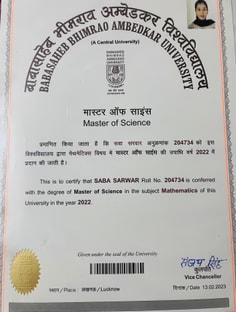 बाबासाहेब भीमराव अम्बेडकर विश्वविद्यालय
BABASAHEB BHIMRAO AMBEDKAR UNIVERSITY
(A Central University)
मास्टर ऑफ साइंस
Master of Science
प्रमाणित किया जाता है कि सबा सरवार अनुक्रमांक 204734 को इस
विश्वविद्यालय द्वारा मैथमेटिक्स विषय में मास्टर ऑफ साइंस की उपाधि वर्ष 2022 में
प्रदान की जाती है।
This is to certify that SABA SARWAR Roll No. 204734 is conferred
with the degree of Master of Science in the subject Mathematics of this
University in the year 2022.
Given under the seal of the University
कुलपति
Vice Chancellor
स्थान / Place : लखनऊ / Lucknow
दिनांक / Date : 13.02.2023